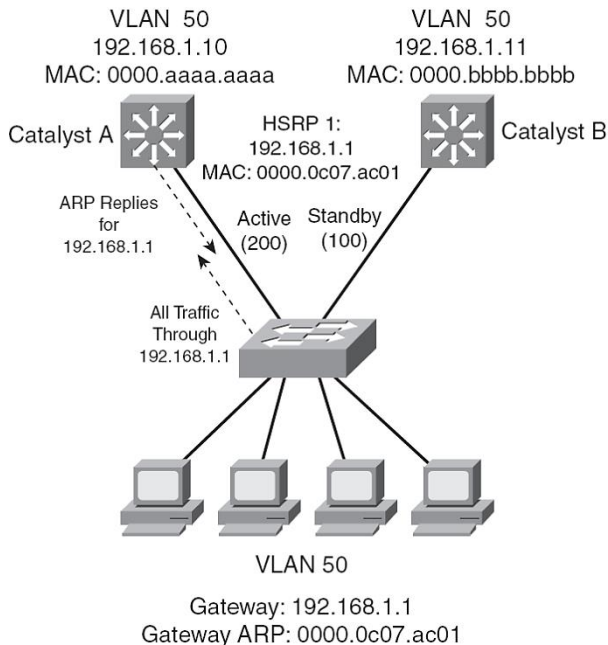 VLAN 50
192.168.1.10
MAC: 0000.aaaa.aaaa
VLAN 50
192.168.1.11
MAC: 0000.bbbb.bbbb
Catalyst A
HSRP 1:
192.168.1.1
MAC: 0000.0c07.ac01
Catalyst B
ARP Replies
for
192.168.1.1
Active
(200)
Standby
(100)
All Traffic
Through
192.168.1.1
VLAN 50
Gateway: 192.168.1.1
Gateway ARP: 0000.0c07.ac01